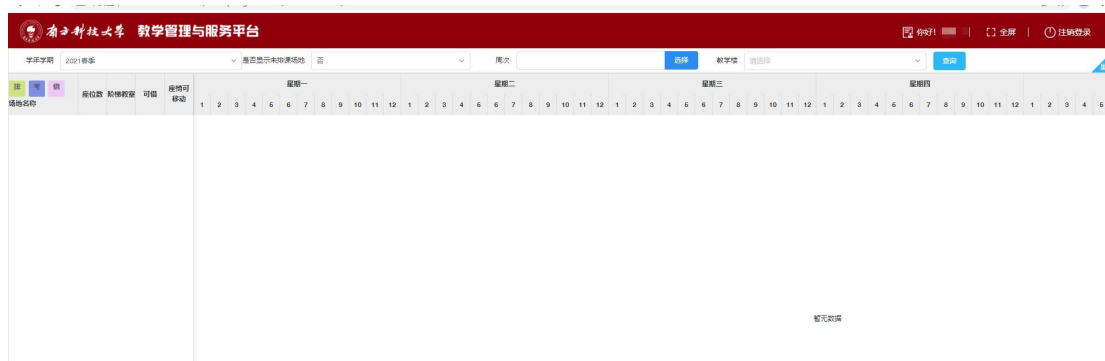 南方科技大学 教学管理与服务平台 你好! 全屏 | 注销登录
学年学期 2021春季 是否显示未排课场地 否 周次 选择 教学楼 请选择 查询
排 考 借 座位数 阶梯教室 可借 座椅可移动 星期一 星期二 星期三 星期四
场地名称 1 2 3 4 5 6 7 8 9 10 11 12 1 2 3 4 5 6 7 8 9 10 11 12 1 2 3 4 5 6 7 8 9 10 11 12 1 2 3 4 5 6 7 8 9 10 11 12 1 2 3 4 5
暂无数据